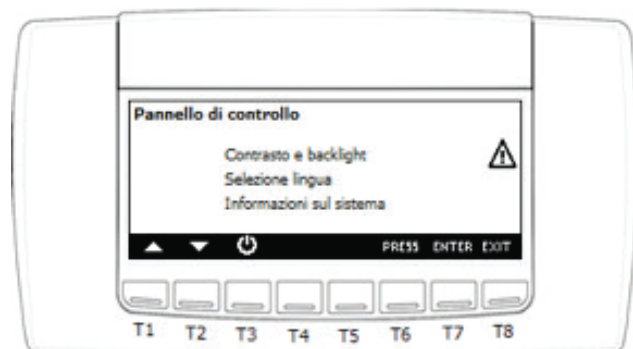 Pannello di controllo
Contrasto e backlight
Selezione lingua
Informazioni sul sistema
PRESS ENTER EXIT
T1 T2 T3 T4 T5 T6 T7 T8